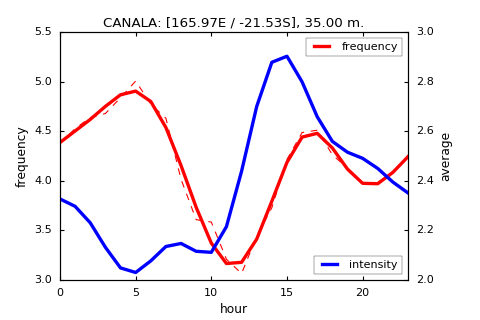 CANALA: [165.97E / -21.53S], 35.00 m.
5.5
5.0
4.5
4.0
3.5
3.0
frequency
3.0
2.8
2.6
2.4
2.2
2.0
average
frequency
intensity
0 5 10 15 20
hour